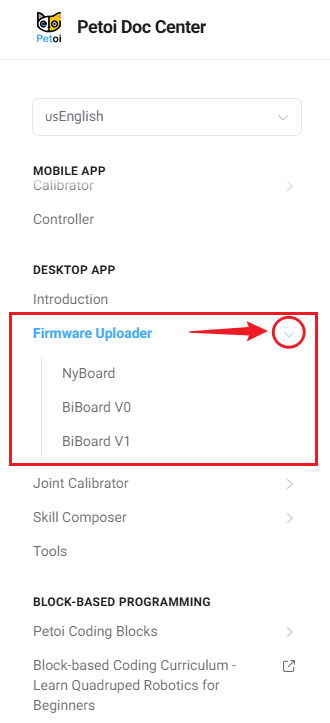 Petoi
Petoi Doc Center
usEnglish
MOBILE APP
Calibrator
Controller
DESKTOP APP
Introduction
Firmware Uploader
NyBoard
BiBoard V0
BiBoard V1
Joint Calibrator
Skill Composer
Tools
BLOCK-BASED PROGRAMMING
Petoi Coding Blocks
Block-based Coding Curriculum -
Learn Quadruped Robotics for
Beginners